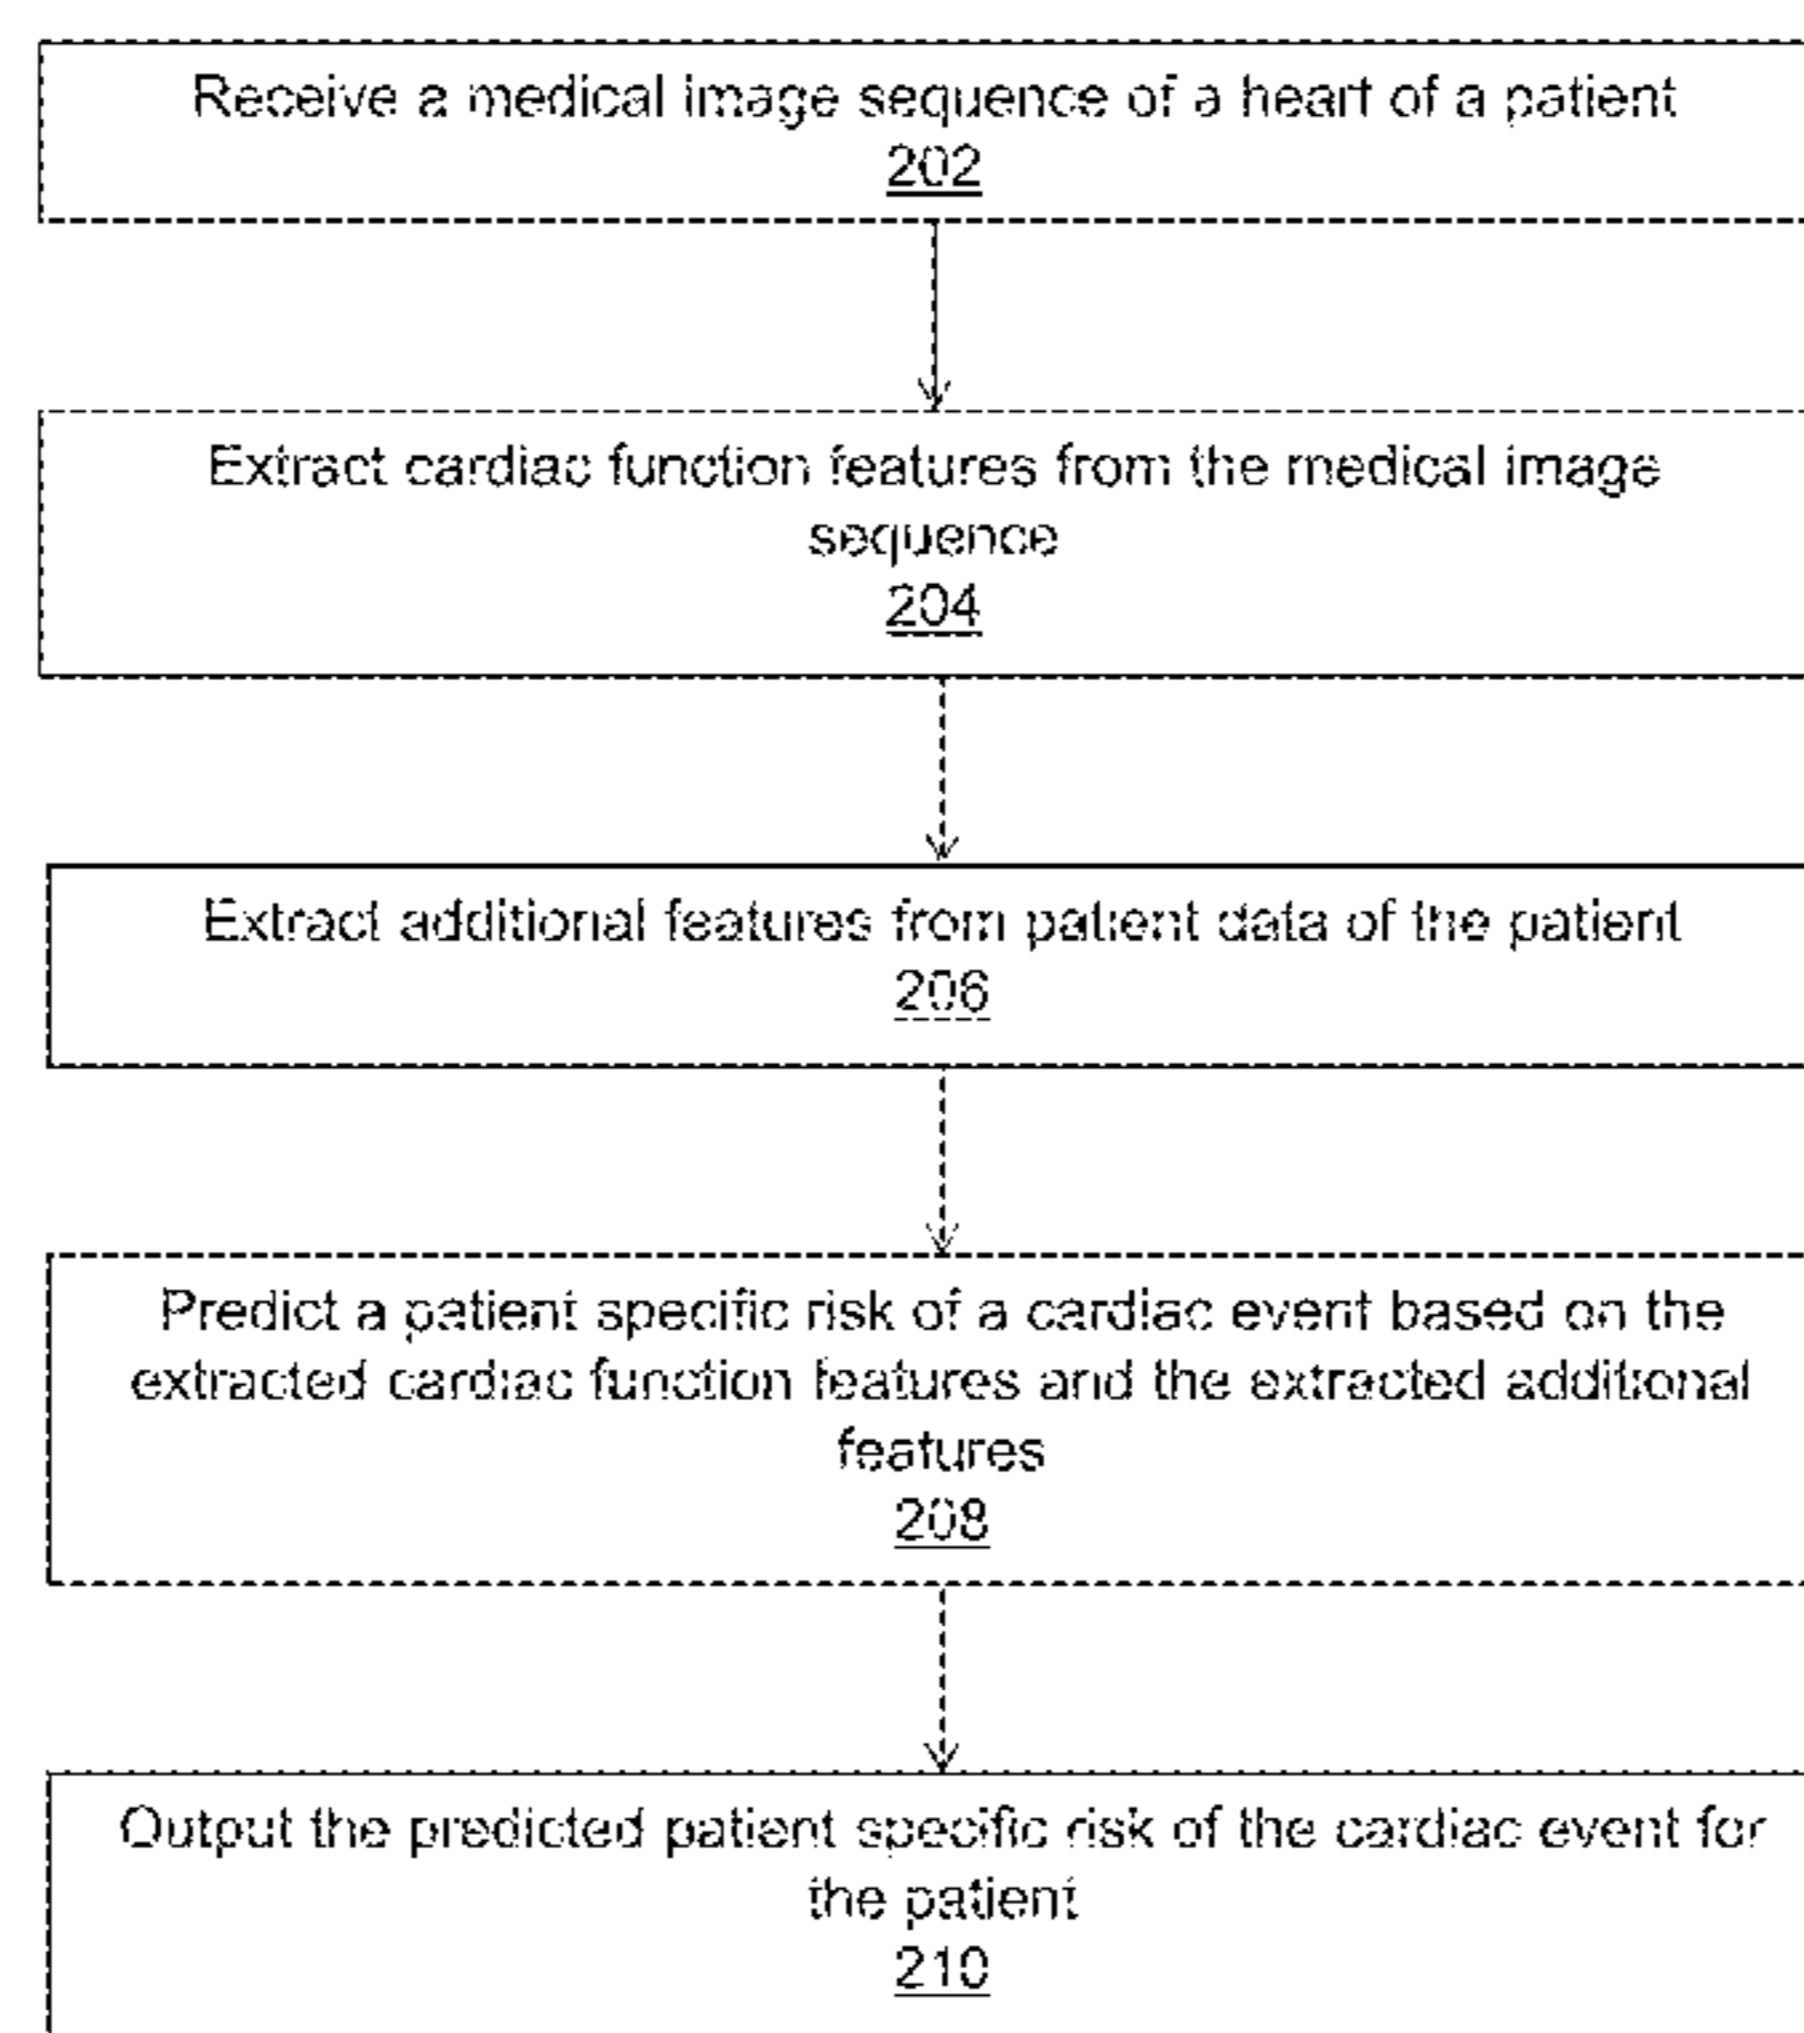 Receive a medical image sequence of a heart of a patient
202
Extract cardiac function features from the medical image
sequence
204
Extract additional features from patient data of the patient
206
Predict a patient specific risk of a cardiac event based on the
extracted cardiac function features and the extracted additional
features
208
Output the predicted patient specific risk of the cardiac event for
the patient
210